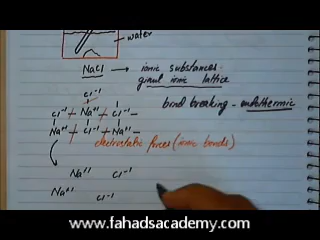 water
NaCl → ionic substances.
giant ionic lattice
bond breaking - endothermic
Cl⁻¹
Cl⁻¹ + Na⁺¹ + Cl⁻¹ -
Na⁺¹ + Cl⁻¹ + Na⁺¹ -
electrostatic forces (ionic bonds)
Na⁺¹ Cl⁻¹
Na⁺¹ Cl⁻¹
www.fahadsacademy.com